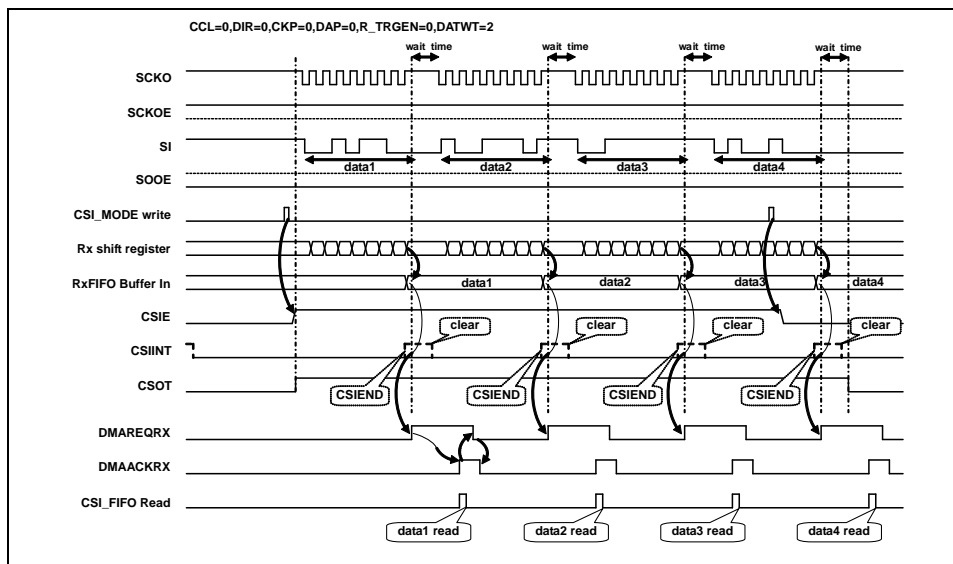 CCL=0,DIR=0,CKP=0,DAP=0,R_TRGEN=0,DATWT=2
wait time wait time wait time wait time
SCKO
SCKOE
SI
data1 data2 data3 data4
SOOE
CSI_MODE write
Rx shift register
RxFIFO Buffer In data1 data2 data3 data4
CSIE
clear clear clear clear
CSIINT
CSOT CSIEND CSIEND CSIEND CSIEND
DMAREQRX
DMAACKRX
CSI_FIFO Read
data1 read data2 read data3 read data4 read